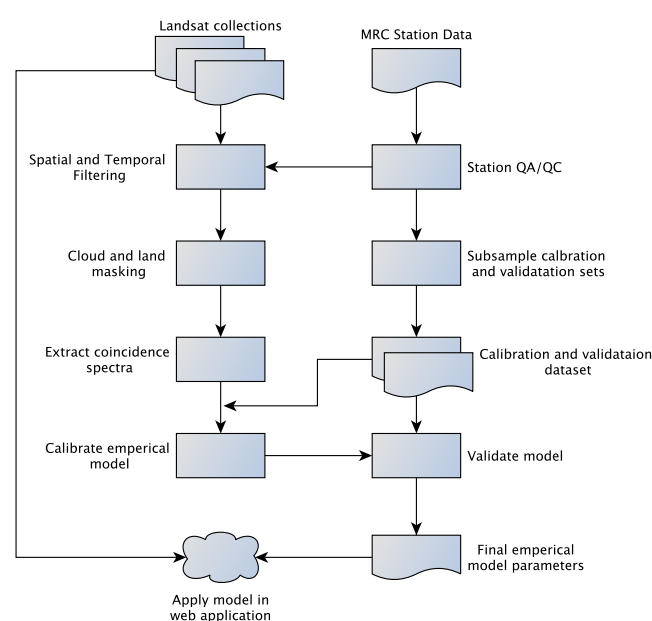 Landsat collections
MRC Station Data
Spatial and Temporal
Filtering
Station QA/QC
Cloud and land
masking
Subsample calbration
and validatation sets
Extract coincidence
spectra
Calibration and validataion
dataset
Calibrate emperical
model
Validate model
Final emperical
model parameters
Apply model in
web application